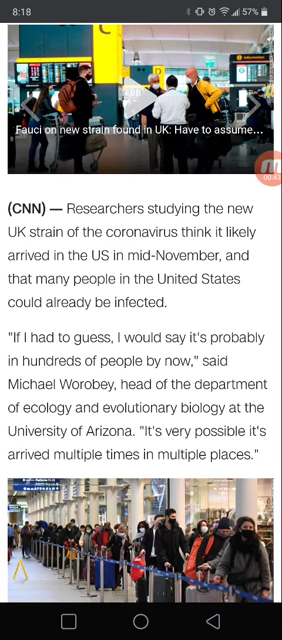 8:18
57%
Fauci on new strain found in UK: Have to assume...
(CNN) — Researchers studying the new
UK strain of the coronavirus think it likely
arrived in the US in mid-November, and
that many people in the United States
could already be infected.
"If I had to guess, I would say it's probably
in hundreds of people by now," said
Michael Worobey, head of the department
of ecology and evolutionary biology at the
University of Arizona. "It's very possible it's
arrived multiple times in multiple places."